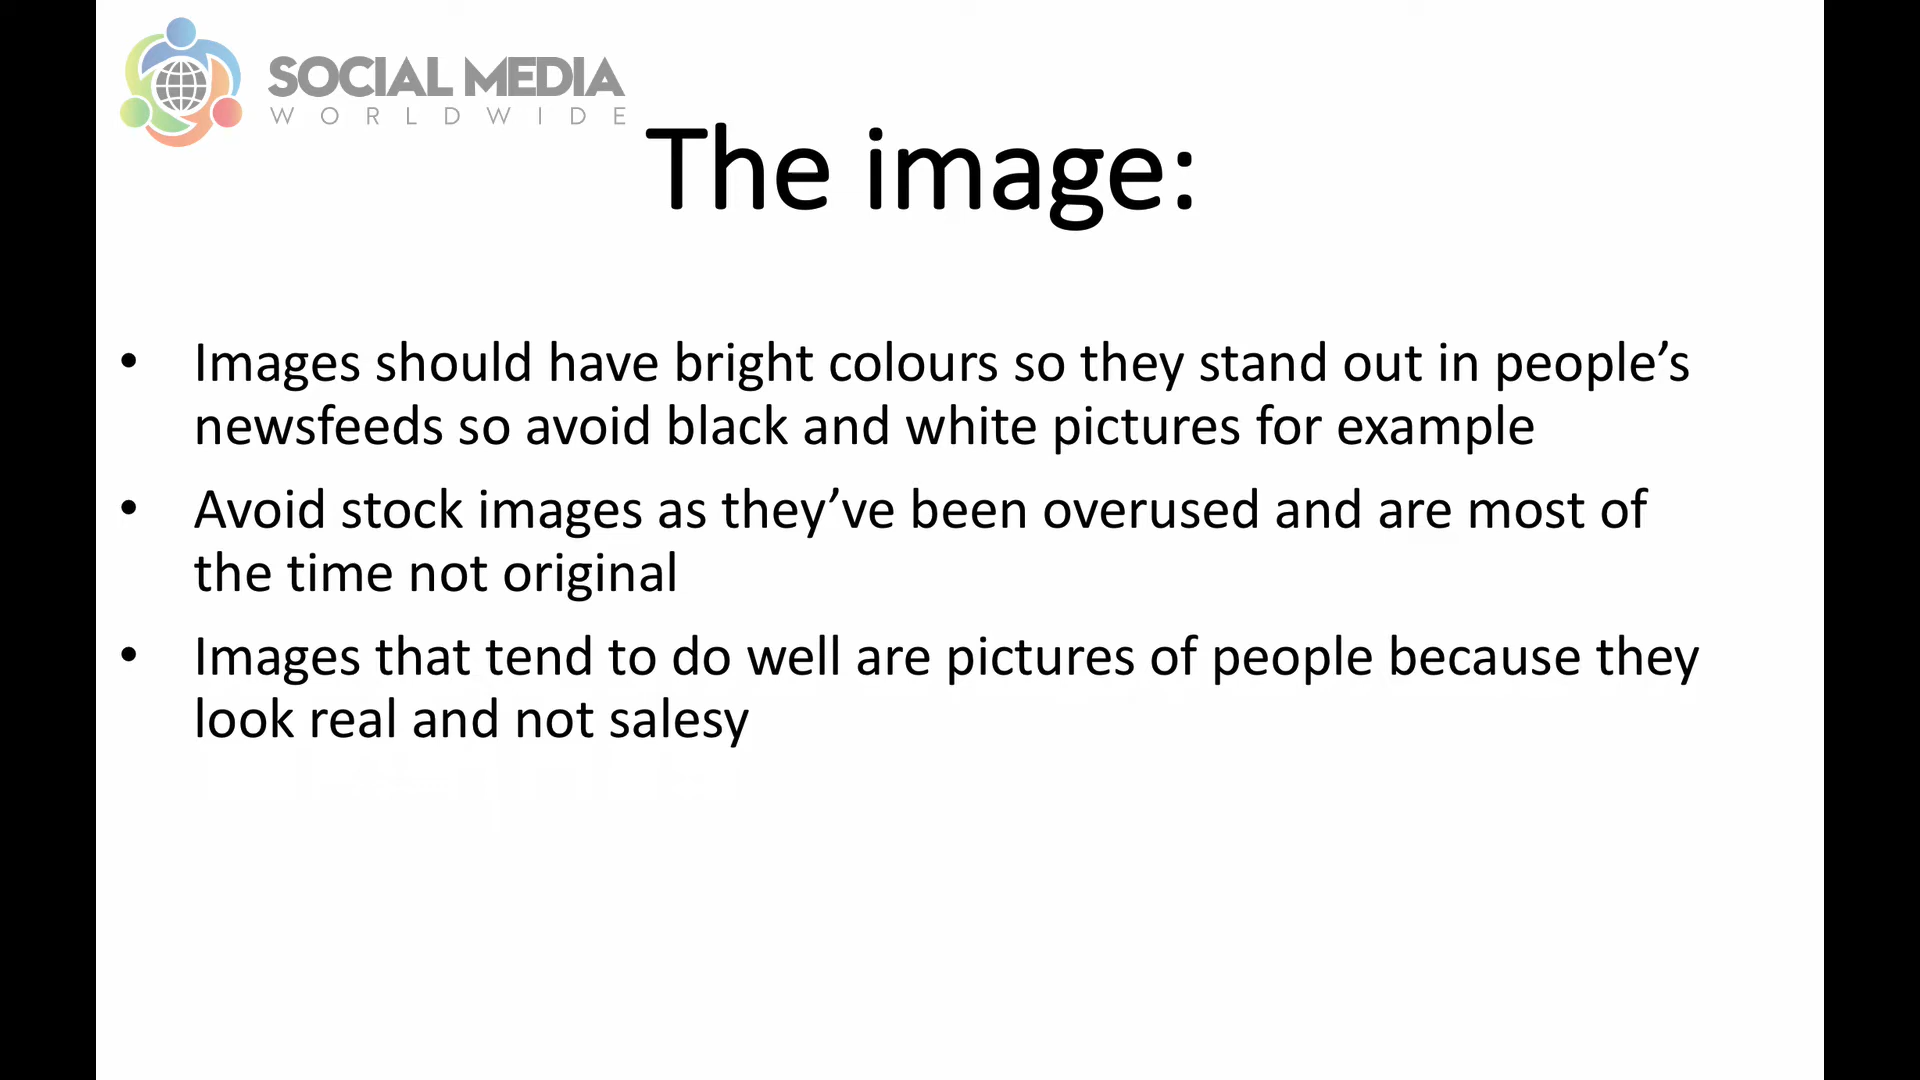 SOCIAL MEDIA
WORLDWIDE
The image:
• Images should have bright colours so they stand out in people’s
newsfeeds so avoid black and white pictures for example
• Avoid stock images as they’ve been overused and are most of
the time not original
• Images that tend to do well are pictures of people because they
look real and not salesy